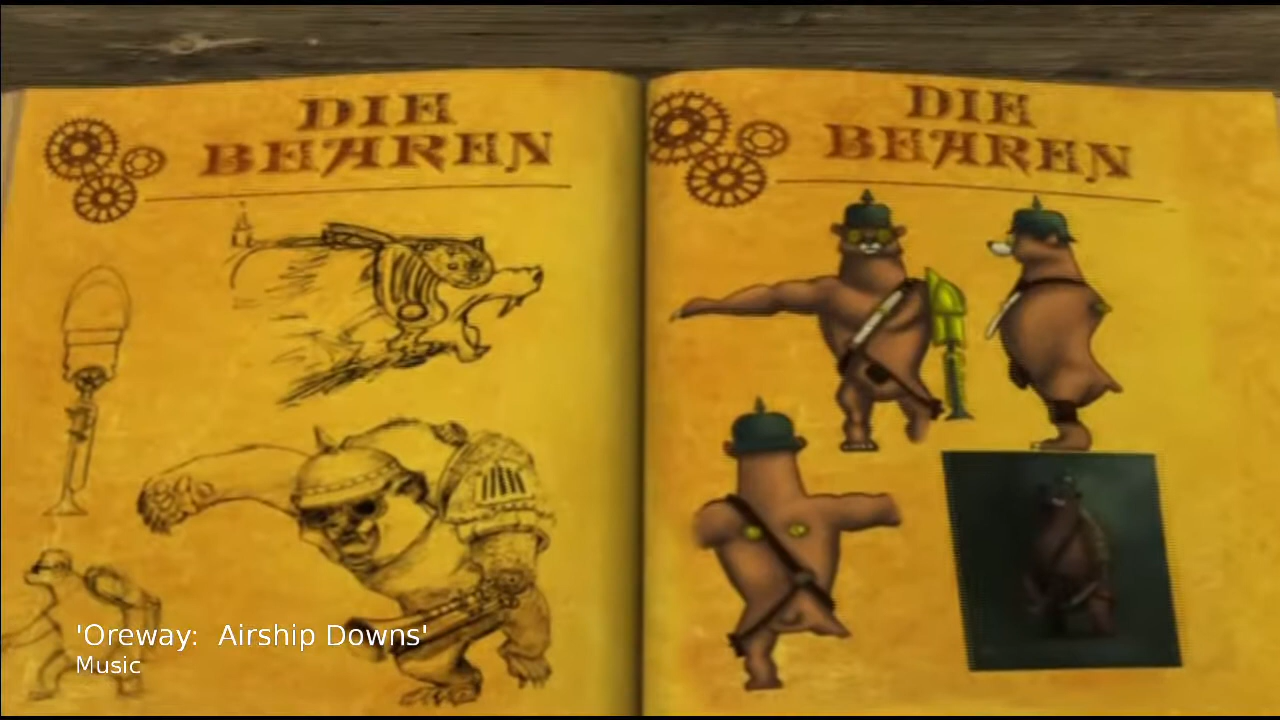 DIE
BEAREN
DIE
BEAREN
'Oreway:  Airship Downs'
Music